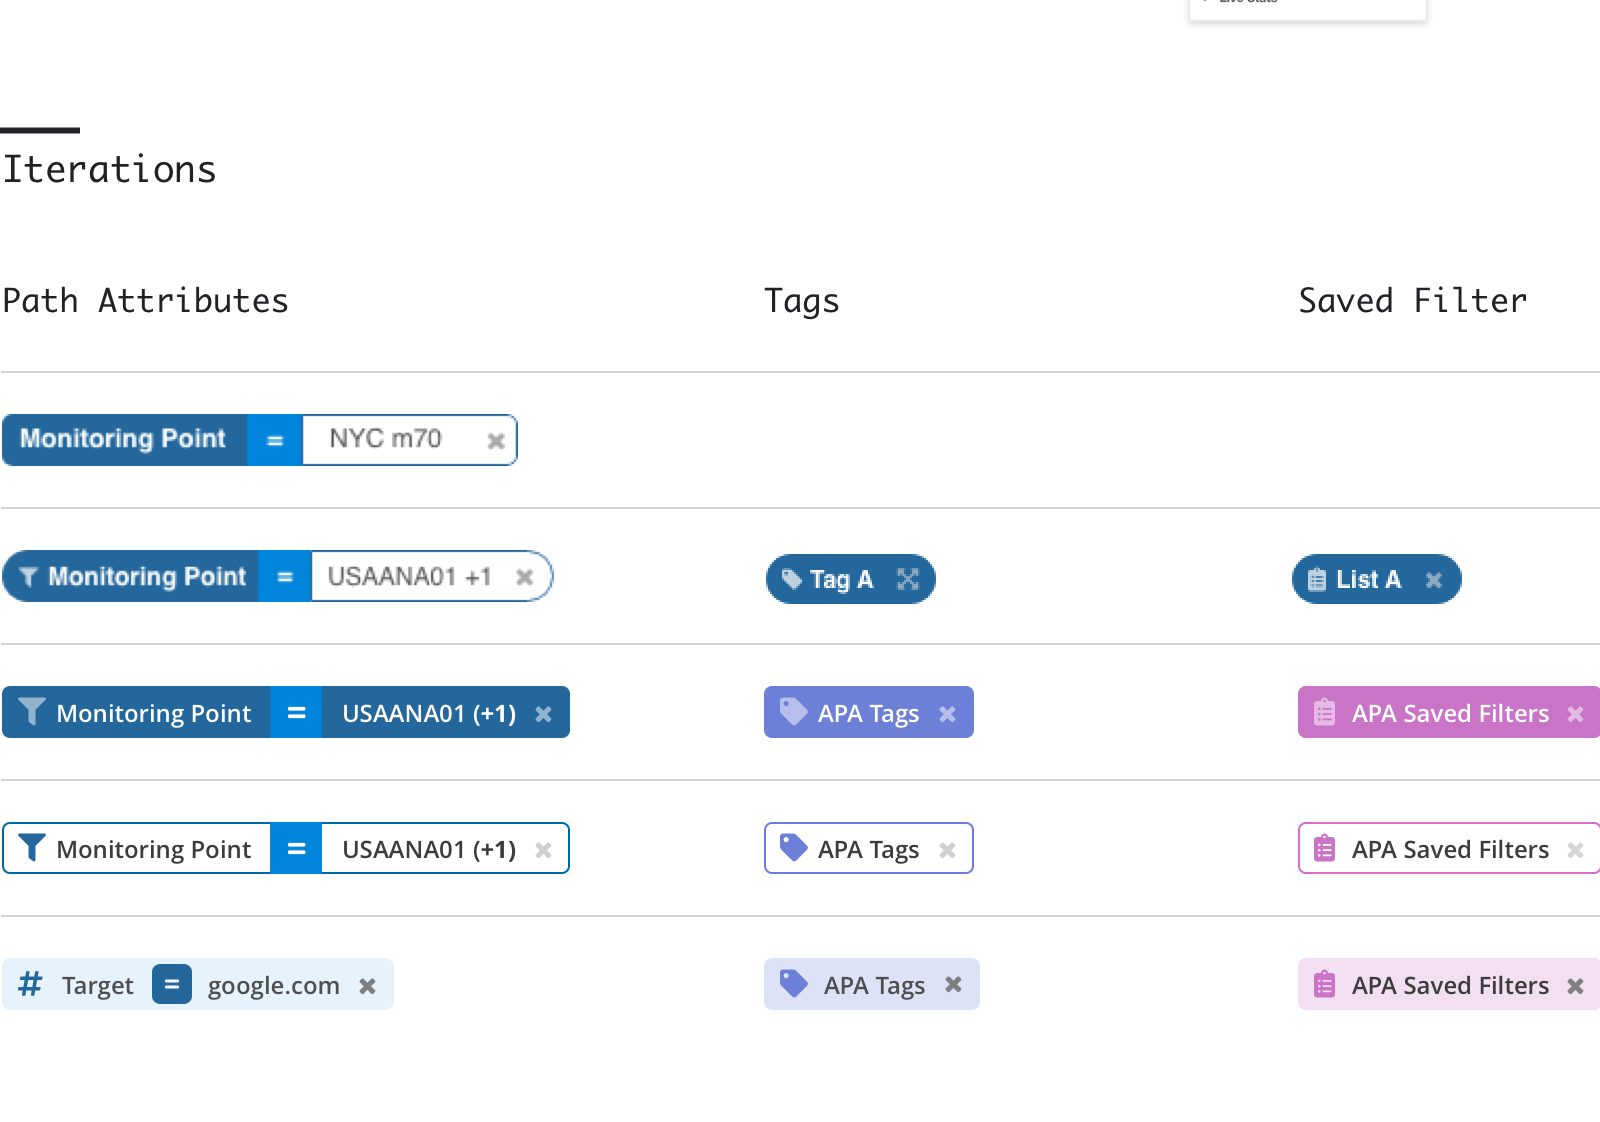 Live Stats
Iterations
Path Attributes Tags Saved Filter
Monitoring Point = NYC m70
Monitoring Point = USAANA01 +1 Tag A List A
Monitoring Point = USAANA01 (+1) APA Tags APA Saved Filters
Monitoring Point = USAANA01 (+1) APA Tags APA Saved Filters
# Target = google.com APA Tags APA Saved Filters